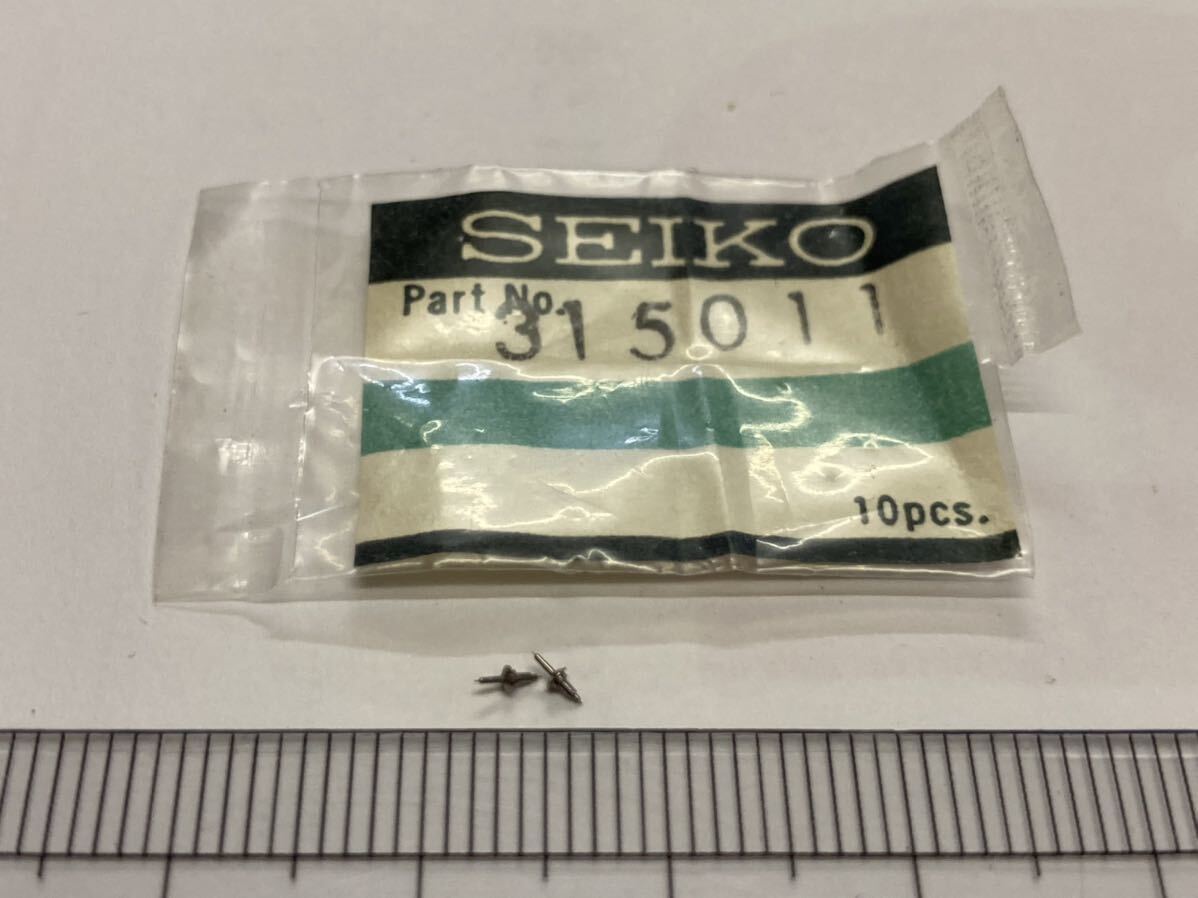 SEIKO
Part No.
315011
10pcs.